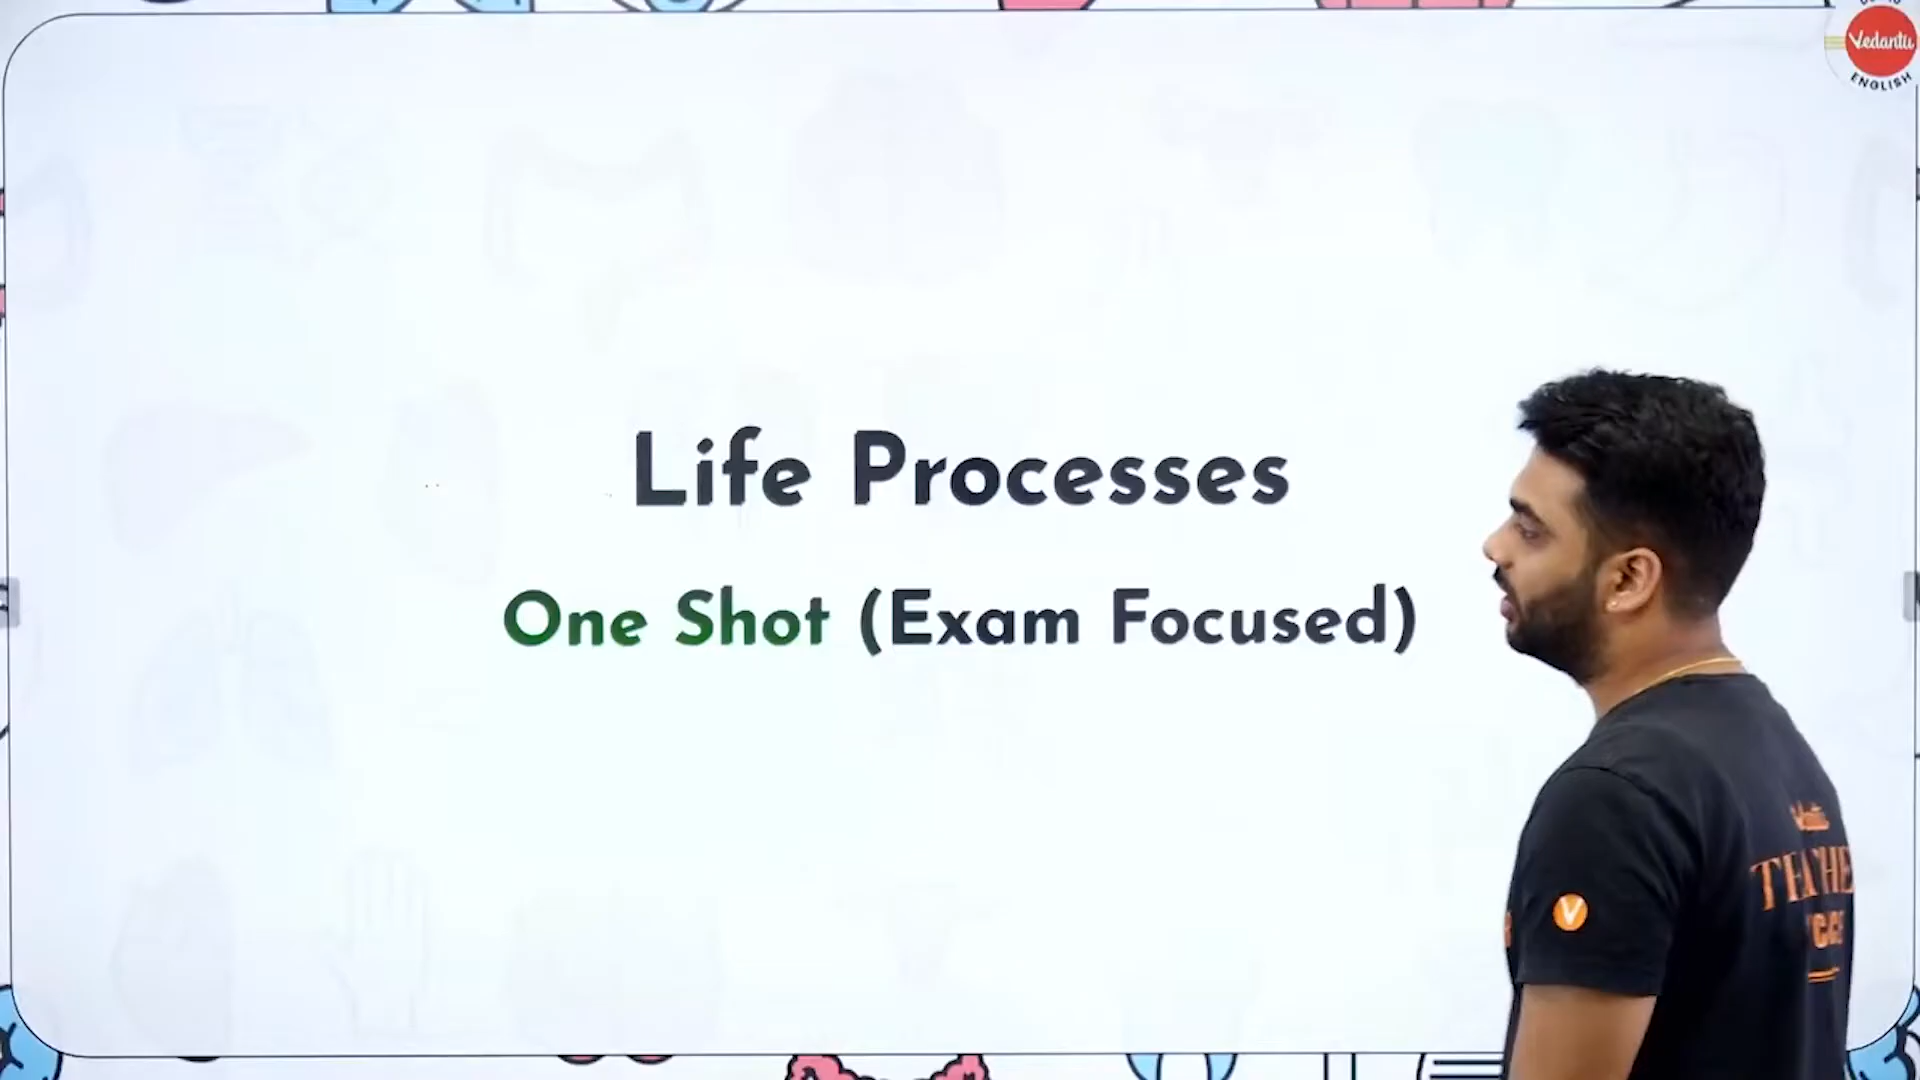 Vedantu
ENGLISH
Life Processes
One Shot (Exam Focused)
V